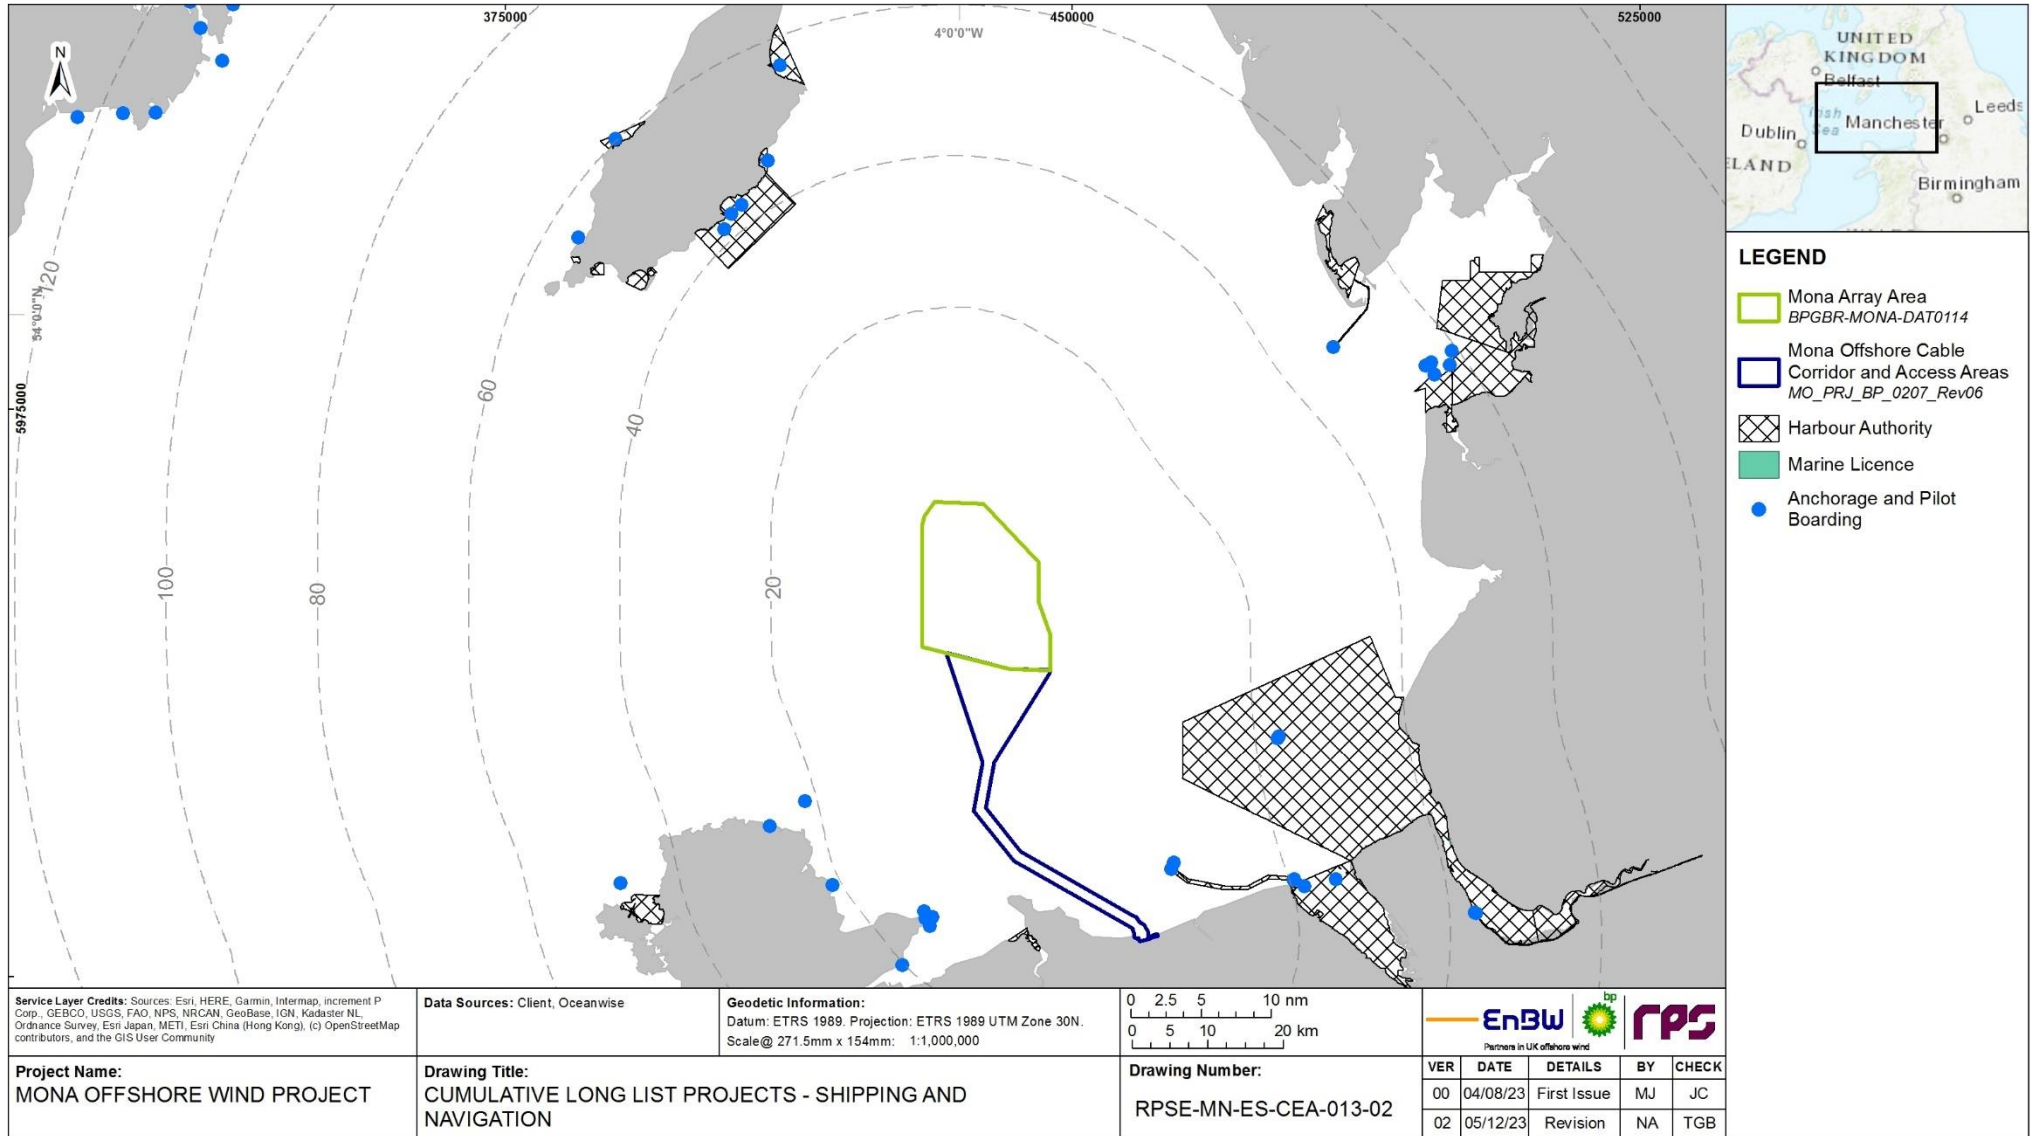 375000
450000
525000
4°0'0"W
N
54°0'0"N
5975000
120
100
80
60
40
20
UNITED
KINGDOM
Belfast
Irish
Sea
Leeds
Manchester
Dublin
ELAND
Birmingham
LEGEND
Mona Array Area
BPGBR-MONA-DAT0114
Mona Offshore Cable
Corridor and Access Areas
MO_PRJ_BP_0207_Rev06
Harbour Authority
Marine Licence
Anchorage and Pilot
Boarding
Service Layer Credits: Sources: Esri, HERE, Garmin, Intermap, increment P
Corp., GEBCO, USGS, FAO, NPS, NRCAN, GeoBase, IGN, Kadaster NL,
Ordnance Survey, Esri Japan, METI, Esri China (Hong Kong), (c) OpenStreetMap
contributors, and the GIS User Community
Data Sources: Client, Oceanwise
Geodetic Information:
Datum: ETRS 1989. Projection: ETRS 1989 UTM Zone 30N.
Scale@ 271.5mm x 154mm: 1:1,000,000
0 2.5 5 10 nm
0 5 10 20 km
EnBW
bp
rps
Partners in UK offshore wind
Project Name:
MONA OFFSHORE WIND PROJECT
Drawing Title:
CUMULATIVE LONG LIST PROJECTS - SHIPPING AND
NAVIGATION
Drawing Number:
RPSE-MN-ES-CEA-013-02
VER DATE DETAILS BY CHECK
00 04/08/23 First Issue MJ JC
02 05/12/23 Revision NA TGB